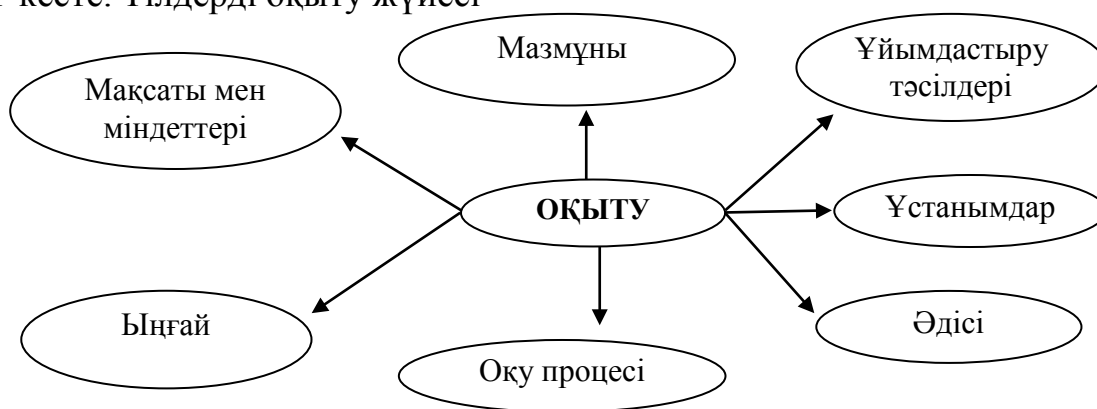 кесте. Тілдерді оқыту жүйесі
Мазмұны
Ұйымдастыру
тәсілдері
Мақсаты мен
міндеттері
ОҚЫТУ
Ұстанымдар
Ыңғай
Әдісі
Оқу процесі